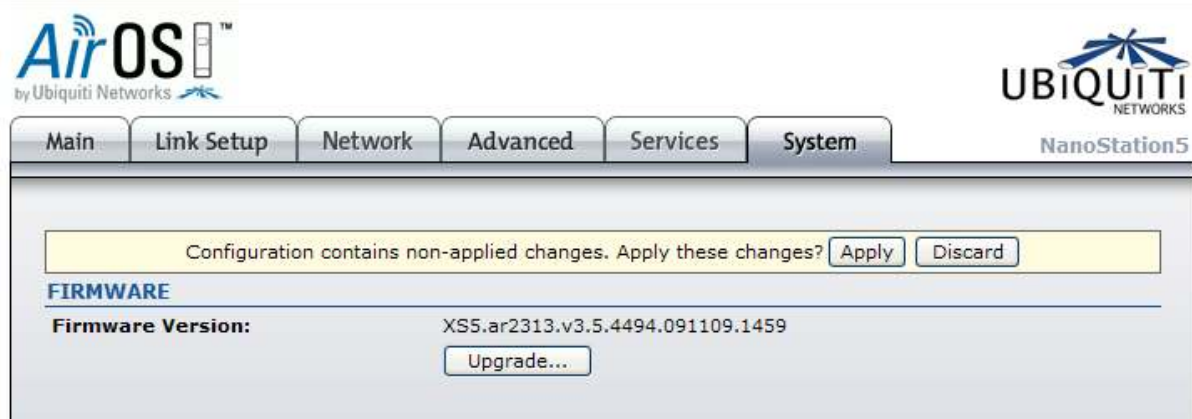 AirOS™
by Ubiquiti Networks
UBiQUiTi
NETWORKS
Main Link Setup Network Advanced Services System
NanoStation5
Configuration contains non-applied changes. Apply these changes? Apply Discard
FIRMWARE
Firmware Version: XS5.ar2313.v3.5.4494.091109.1459
Upgrade...